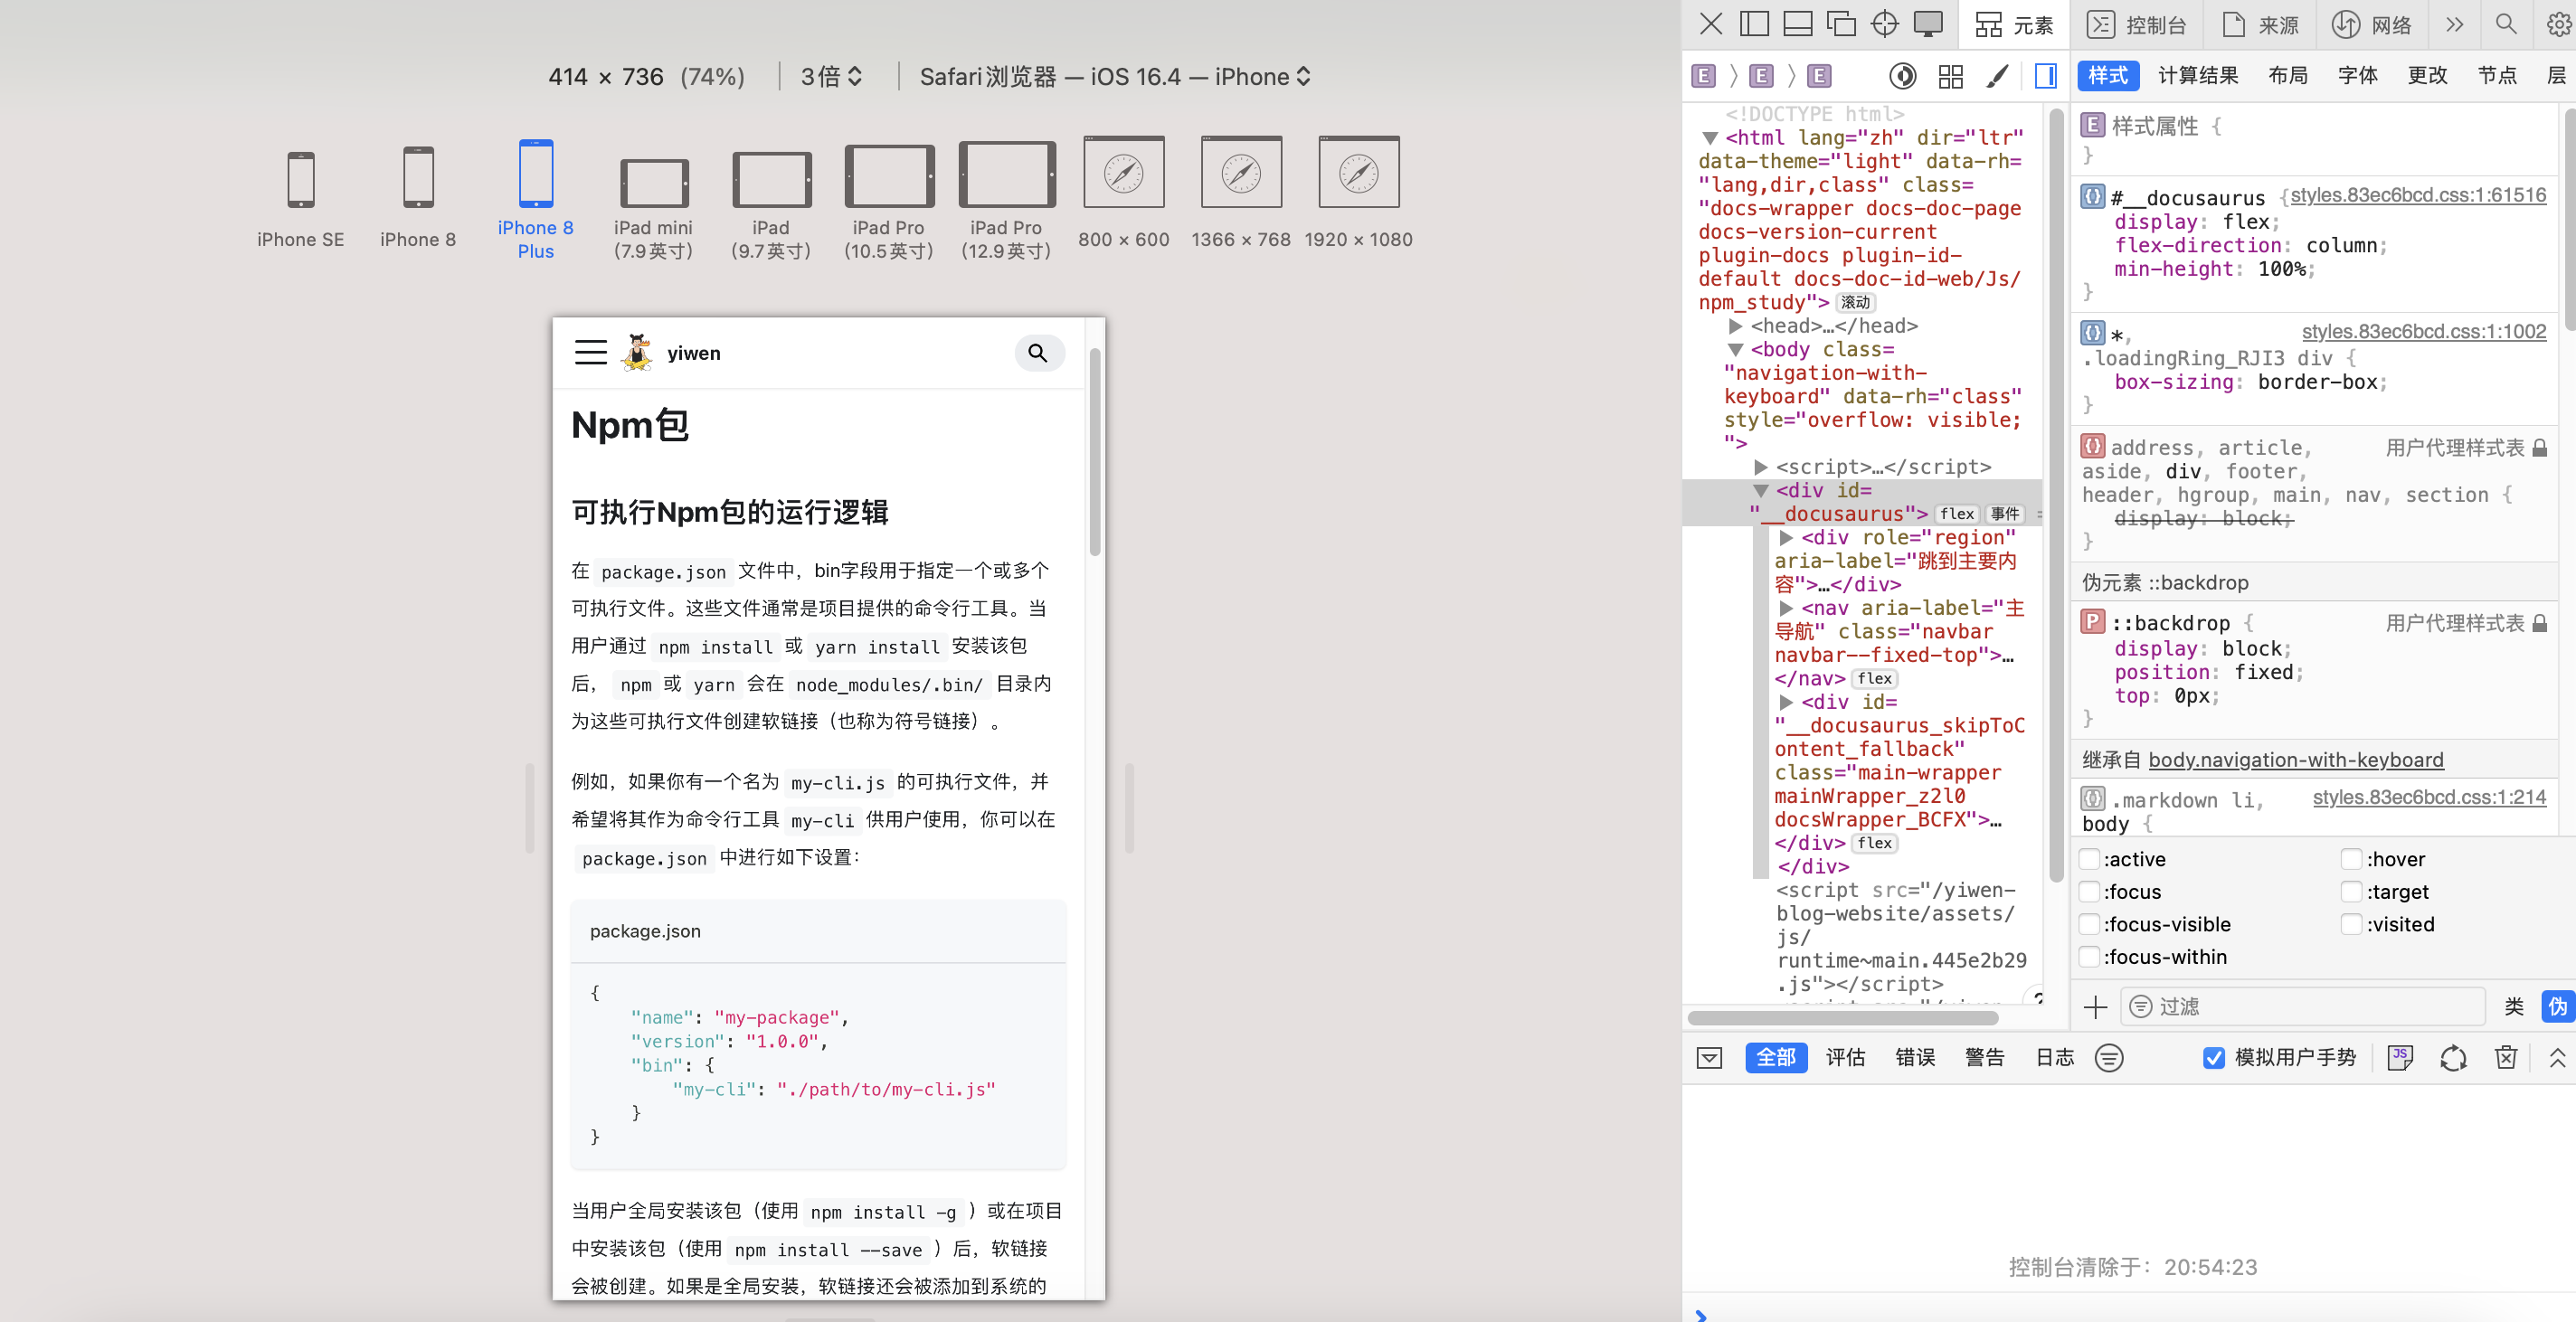 414 × 736 (74%)
3倍
Safari浏览器 — iOS 16.4 — iPhone
iPhone SE
iPhone 8
iPhone 8
Plus
iPad mini
(7.9英寸)
iPad
(9.7英寸)
iPad Pro
(10.5英寸)
iPad Pro
(12.9英寸)
800 × 600
1366 × 768
1920 × 1080
yiwen
Npm包
可执行Npm包的运行逻辑
在 package.json 文件中，bin字段用于指定一个或多个
可执行文件。这些文件通常是项目提供的命令行工具。当
用户通过 npm install 或 yarn install 安装该包
后， npm 或 yarn 会在 node_modules/.bin/ 目录内
为这些可执行文件创建软链接（也称为符号链接）。
例如，如果你有一个名为 my-cli.js 的可执行文件，并
希望将其作为命令行工具 my-cli 供用户使用，你可以在
package.json 中进行如下设置：
package.json
{
"name": "my-package",
"version": "1.0.0",
"bin": {
"my-cli": "./path/to/my-cli.js"
}
}
当用户全局安装该包（使用 npm install -g ）或在项目
中安装该包（使用 npm install --save ）后，软链接
会被创建。如果是全局安装，软链接还会被添加到系统的
元素
控制台
来源
网络
E 〉 E 〉 E
<!DOCTYPE html>
<html lang="zh" dir="ltr"
data-theme="light" data-rh=
"lang,dir,class" class=
"docs-wrapper docs-doc-page
docs-version-current
plugin-docs plugin-id-
default docs-doc-id-web/Js/
npm_study"> 滚动
<head>…</head>
<body class=
"navigation-with-
keyboard" data-rh="class"
style="overflow: visible;
">
<script>…</script>
<div id=
"__docusaurus"> flex 事件 =
<div role="region"
aria-label="跳到主要内
容">…</div>
<nav aria-label="主
导航" class="navbar
navbar--fixed-top">…
</nav> flex
<div id=
"__docusaurus_skipToC
ontent_fallback"
class="main-wrapper
mainWrapper_z2l0
docsWrapper_BCFX">…
</div> flex
</div>
<script src="/yiwen-
blog-website/assets/
js/
runtime~main.445e2b29
.js"></script>
样式
计算结果
布局
字体
更改
节点
层
E 样式属性 {
}
#__docusaurus { styles.83ec6bcd.css:1:61516
display: flex;
flex-direction: column;
min-height: 100%;
}
*, styles.83ec6bcd.css:1:1002
.loadingRing_RJI3 div {
box-sizing: border-box;
}
address, article, 用户代理样式表
aside, div, footer,
header, hgroup, main, nav, section {
display: block;
}
伪元素 ::backdrop
P ::backdrop { 用户代理样式表
display: block;
position: fixed;
top: 0px;
}
继承自 body.navigation-with-keyboard
.markdown li, styles.83ec6bcd.css:1:214
body {
:active
:hover
:focus
:target
:focus-visible
:visited
:focus-within
过滤
类
伪
全部
评估
错误
警告
日志
模拟用户手势
JS
控制台清除于：20:54:23